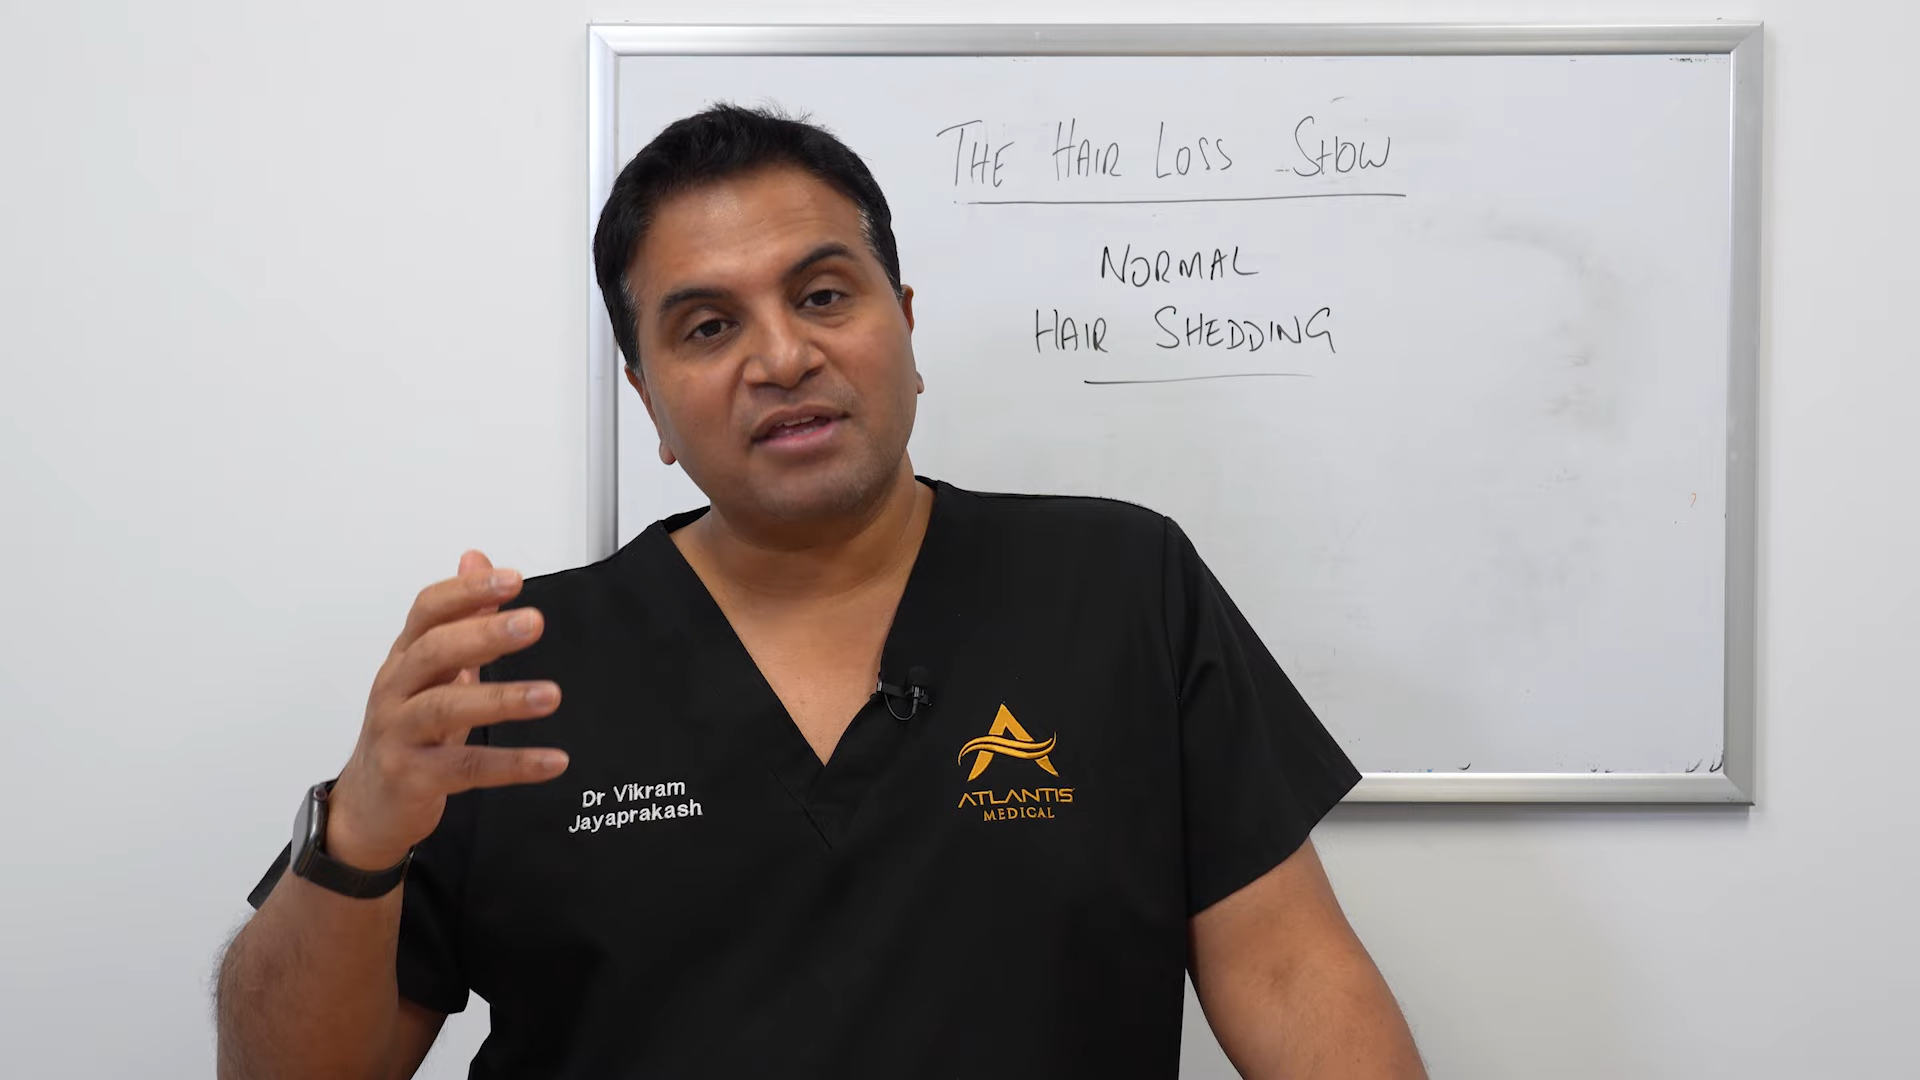 THE HAIR LOSS SHOW
NORMAL
HAIR SHEDDING
Dr Vikram
Jayaprakash
ATLANTIS
MEDICAL